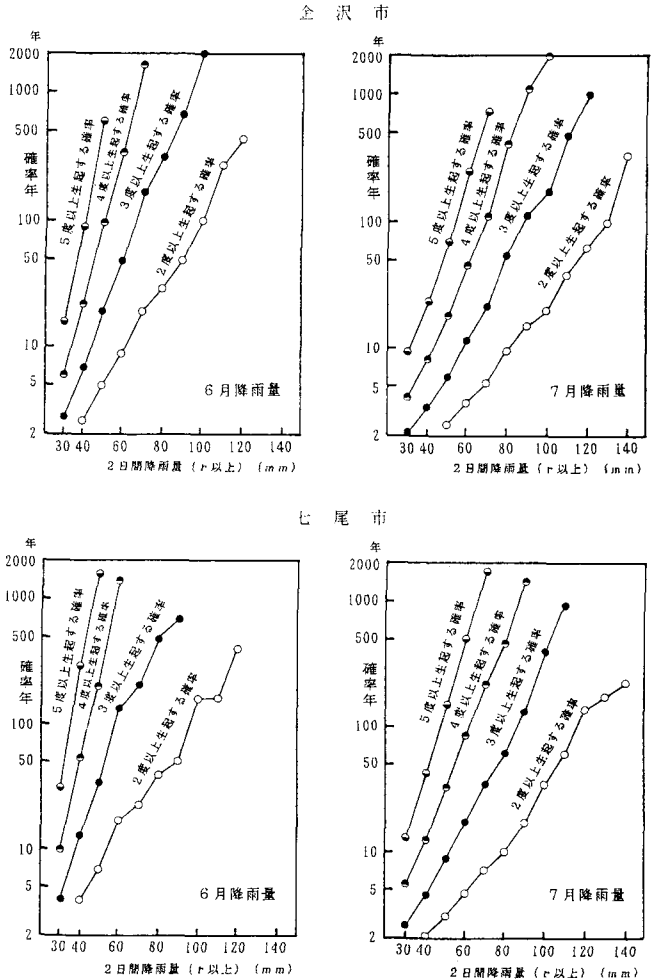 金 沢 市
年
2000
1000
500
確率年
100
50
10
5
2
5度以上生起する確率
4度以上生起する確率
3度以上生起する確率
2度以上生起する確率
6月降雨量
30 40 60 80 100 120 140
2日間降雨量（r以上）（mm）
年
2000
1000
500
確率年
100
50
10
5
2
5度以上生起する確率
4度以上生起する確率
3度以上生起する確率
2度以上生起する確率
7月降雨量
30 40 60 80 100 120 140
2日間降雨量（r以上）（mm）
七 尾 市
年
2000
1000
500
確率年
100
50
10
5
2
5度以上生起する確率
4度以上生起する確率
3度以上生起する確率
2度以上生起する確率
6月降雨量
30 40 60 80 100 120 140
2日間降雨量（r以上）（mm）
年
2000
1000
500
確率年
100
50
10
5
2
5度以上生起する確率
4度以上生起する確率
3度以上生起する確率
2度以上生起する確率
7月降雨量
30 40 60 80 100 120 140
2日間降雨量（r以上）（mm）